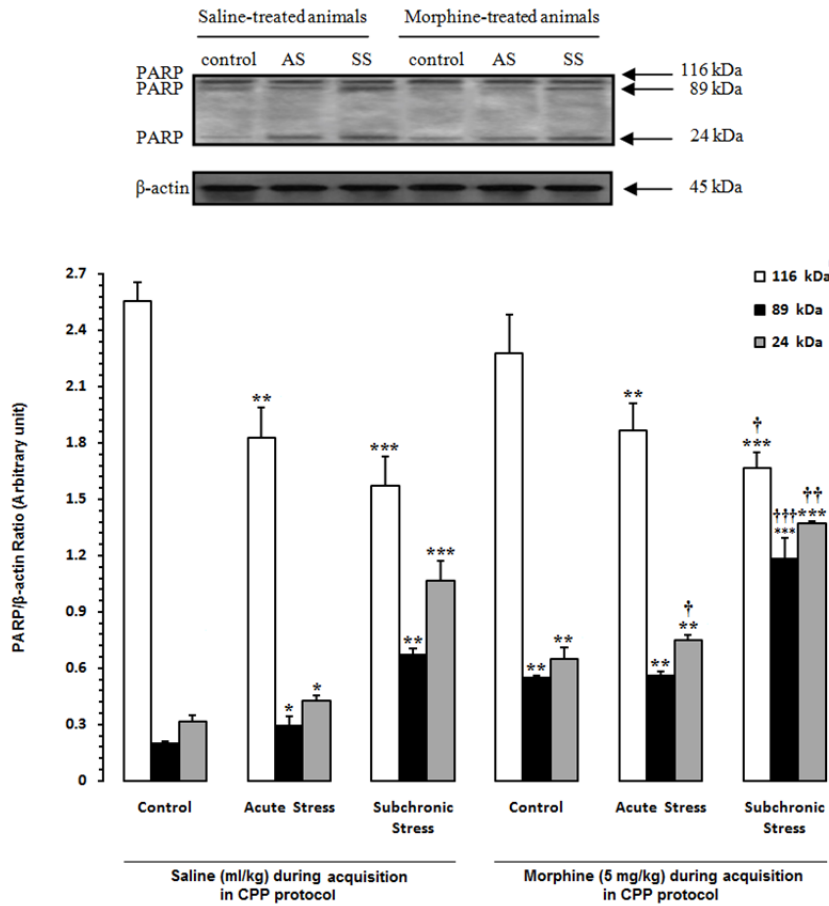 Saline-treated animals Morphine-treated animals
control AS SS control AS SS
PARP 116 kDa
PARP 89 kDa
PARP 24 kDa
β-actin 45 kDa
PARP/β-actin Ratio (Arbitrary unit)
2.7
2.4
2.1
1.8
1.5
1.2
0.9
0.6
0.3
0
116 kDa
89 kDa
24 kDa
**
***
*
*
**
***
**
**
**
**
**
†
†
***
†††
***
††
***
Control Acute Stress Subchronic Stress Control Acute Stress Subchronic Stress
Saline (ml/kg) during acquisition
in CPP protocol
Morphine (5 mg/kg) during acquisition
in CPP protocol